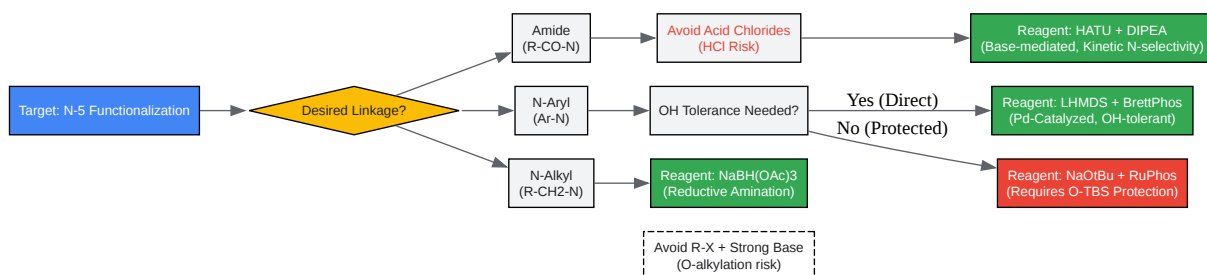 Target: N-5 Functionalization
Desired Linkage?
Amide
(R-CO-N)
Avoid Acid Chlorides
(HCl Risk)
Reagent: HATU + DIPEA
(Base-mediated, Kinetic N-selectivity)
N-Aryl
(Ar-N)
OH Tolerance Needed?
Yes (Direct)
Reagent: LHMDS + BrettPhos
(Pd-Catalyzed, OH-tolerant)
No (Protected)
Reagent: NaOtBu + RuPhos
(Requires O-TBS Protection)
N-Alkyl
(R-CH2-N)
Reagent: NaBH(OAc)3
(Reductive Amination)
Avoid R-X + Strong Base
(O-alkylation risk)